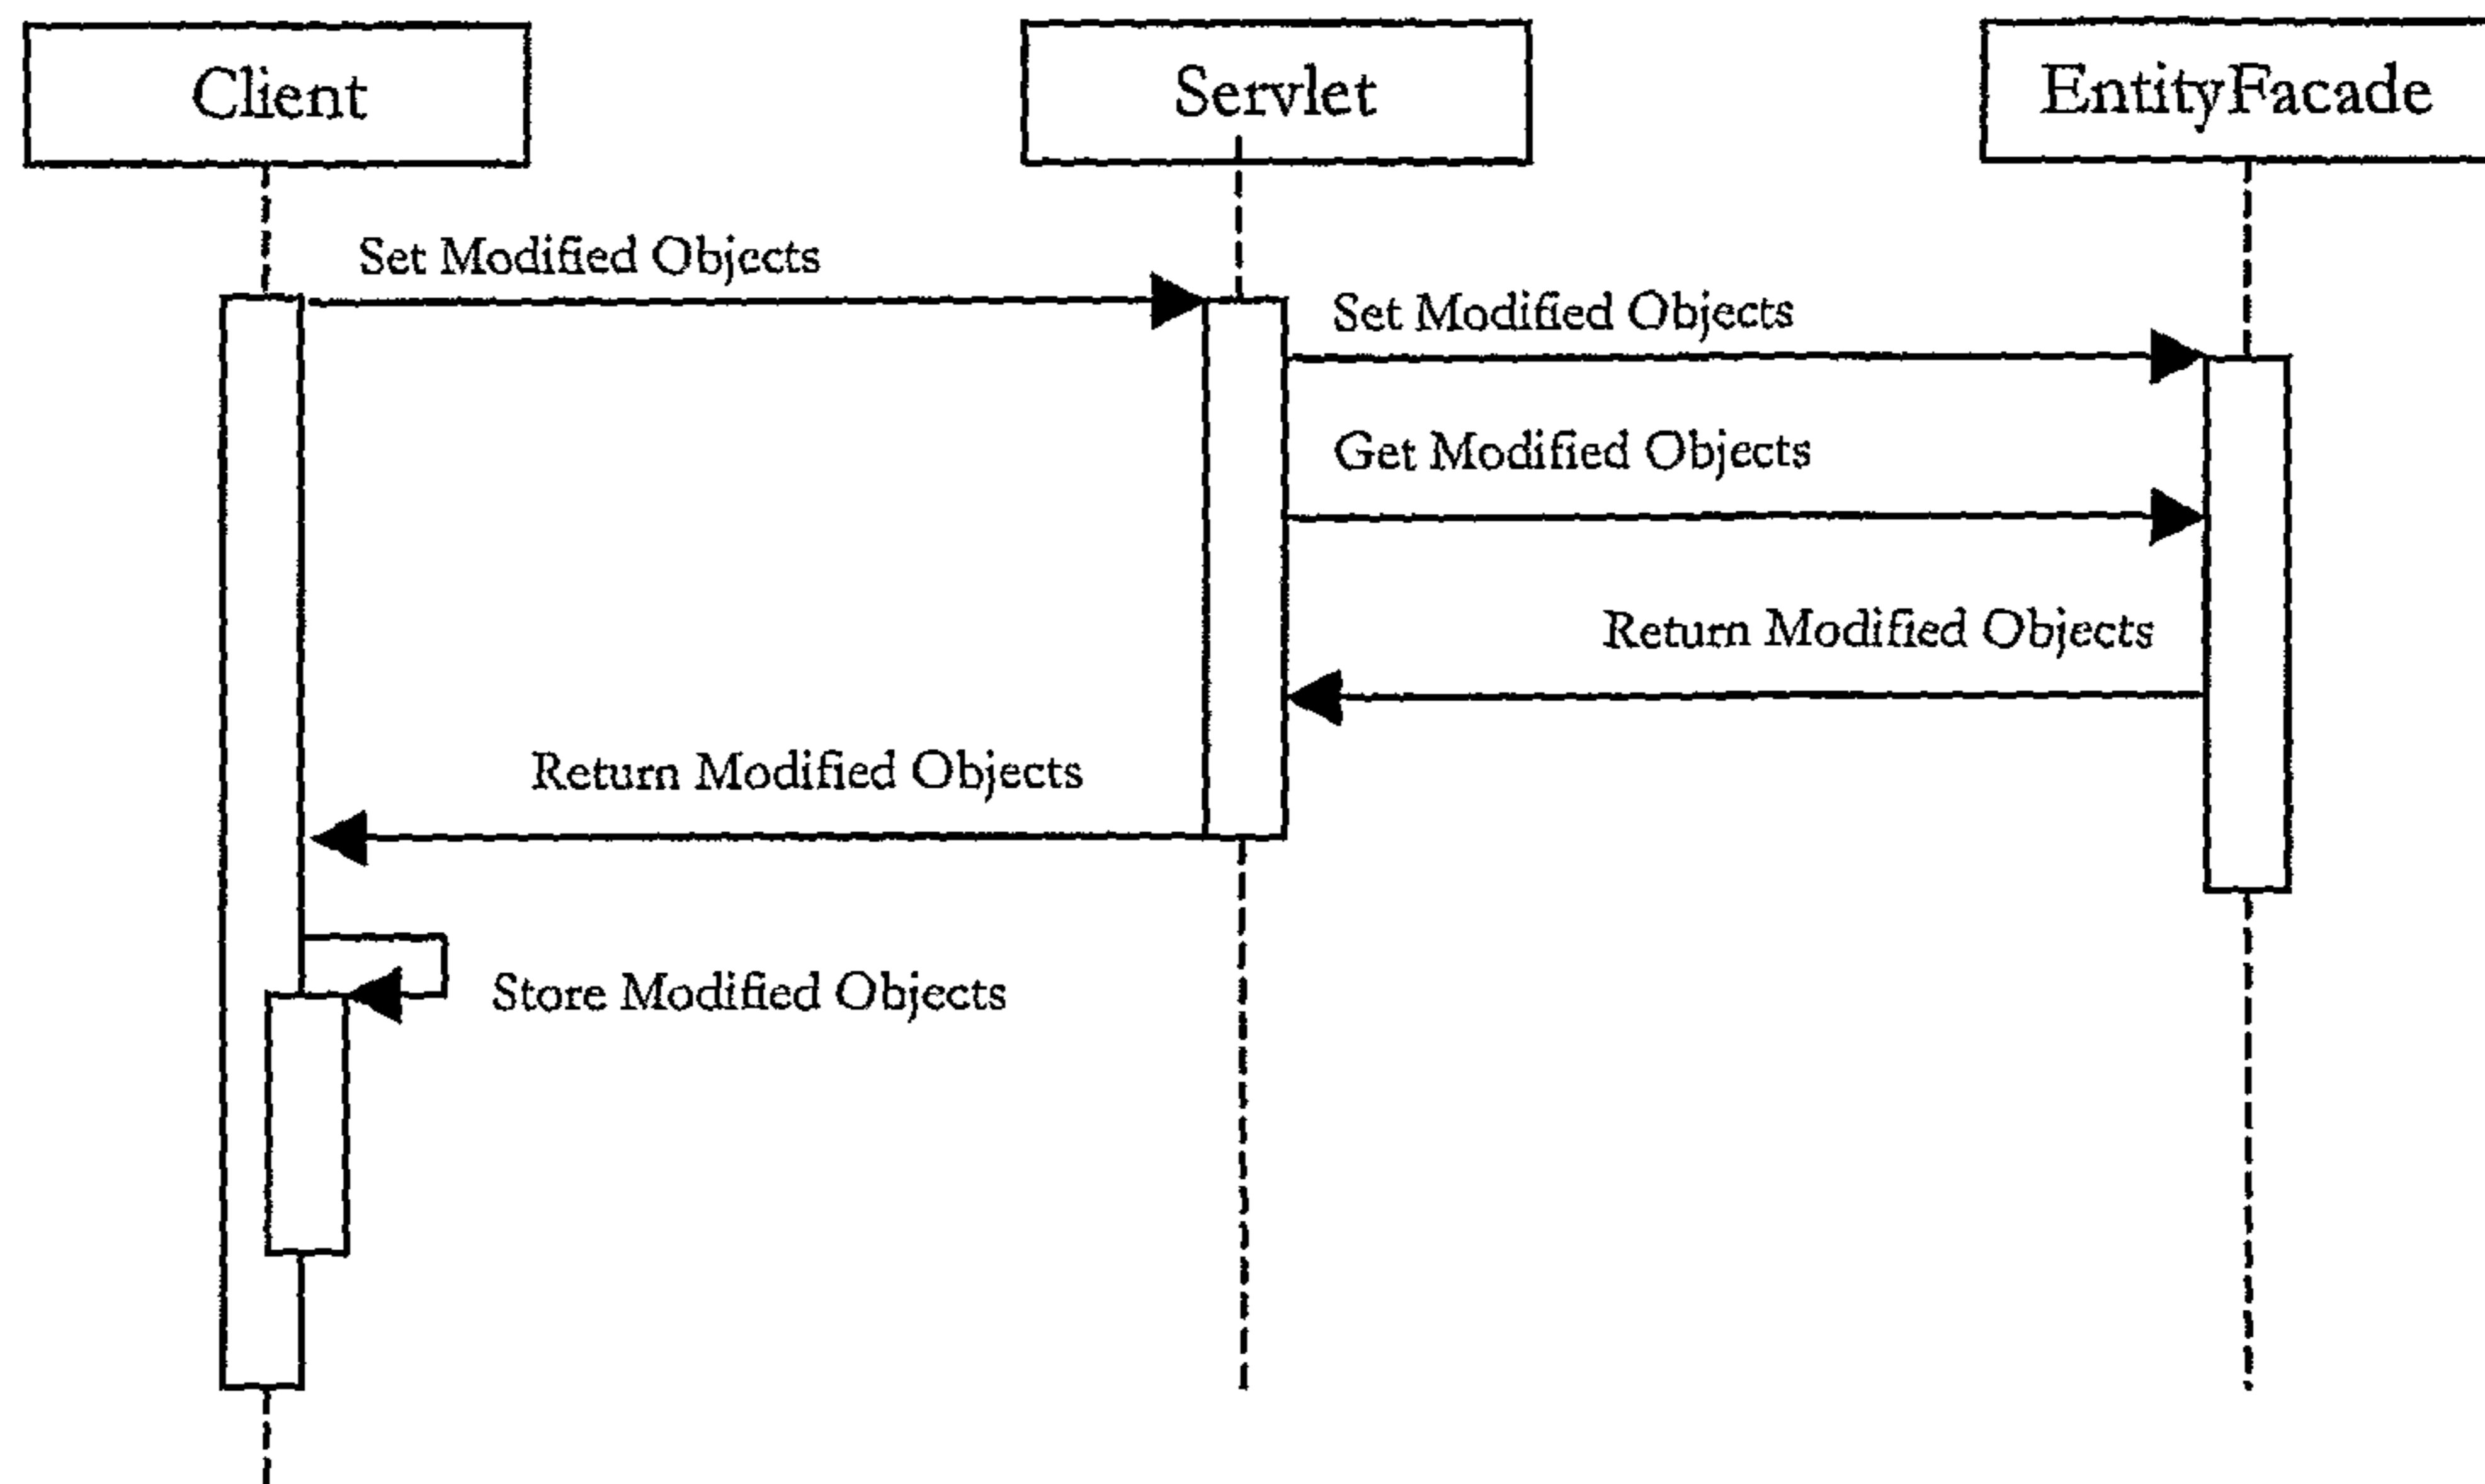 Client
Servlet
EntityFacade
Set Modified Objects
Set Modified Objects
Get Modified Objects
Return Modified Objects
Return Modified Objects
Store Modified Objects